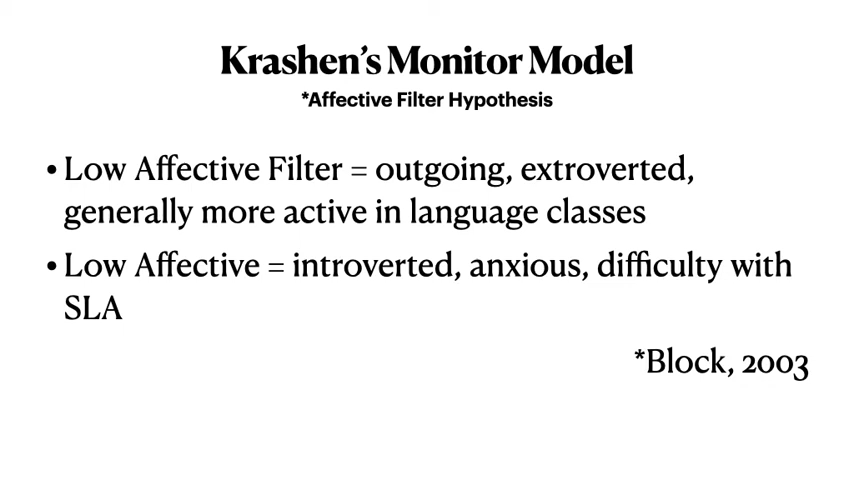 Krashen's Monitor Model
*Affective Filter Hypothesis
• Low Affective Filter = outgoing, extroverted,
generally more active in language classes
• Low Affective = introverted, anxious, difficulty with
SLA
*Block, 2003